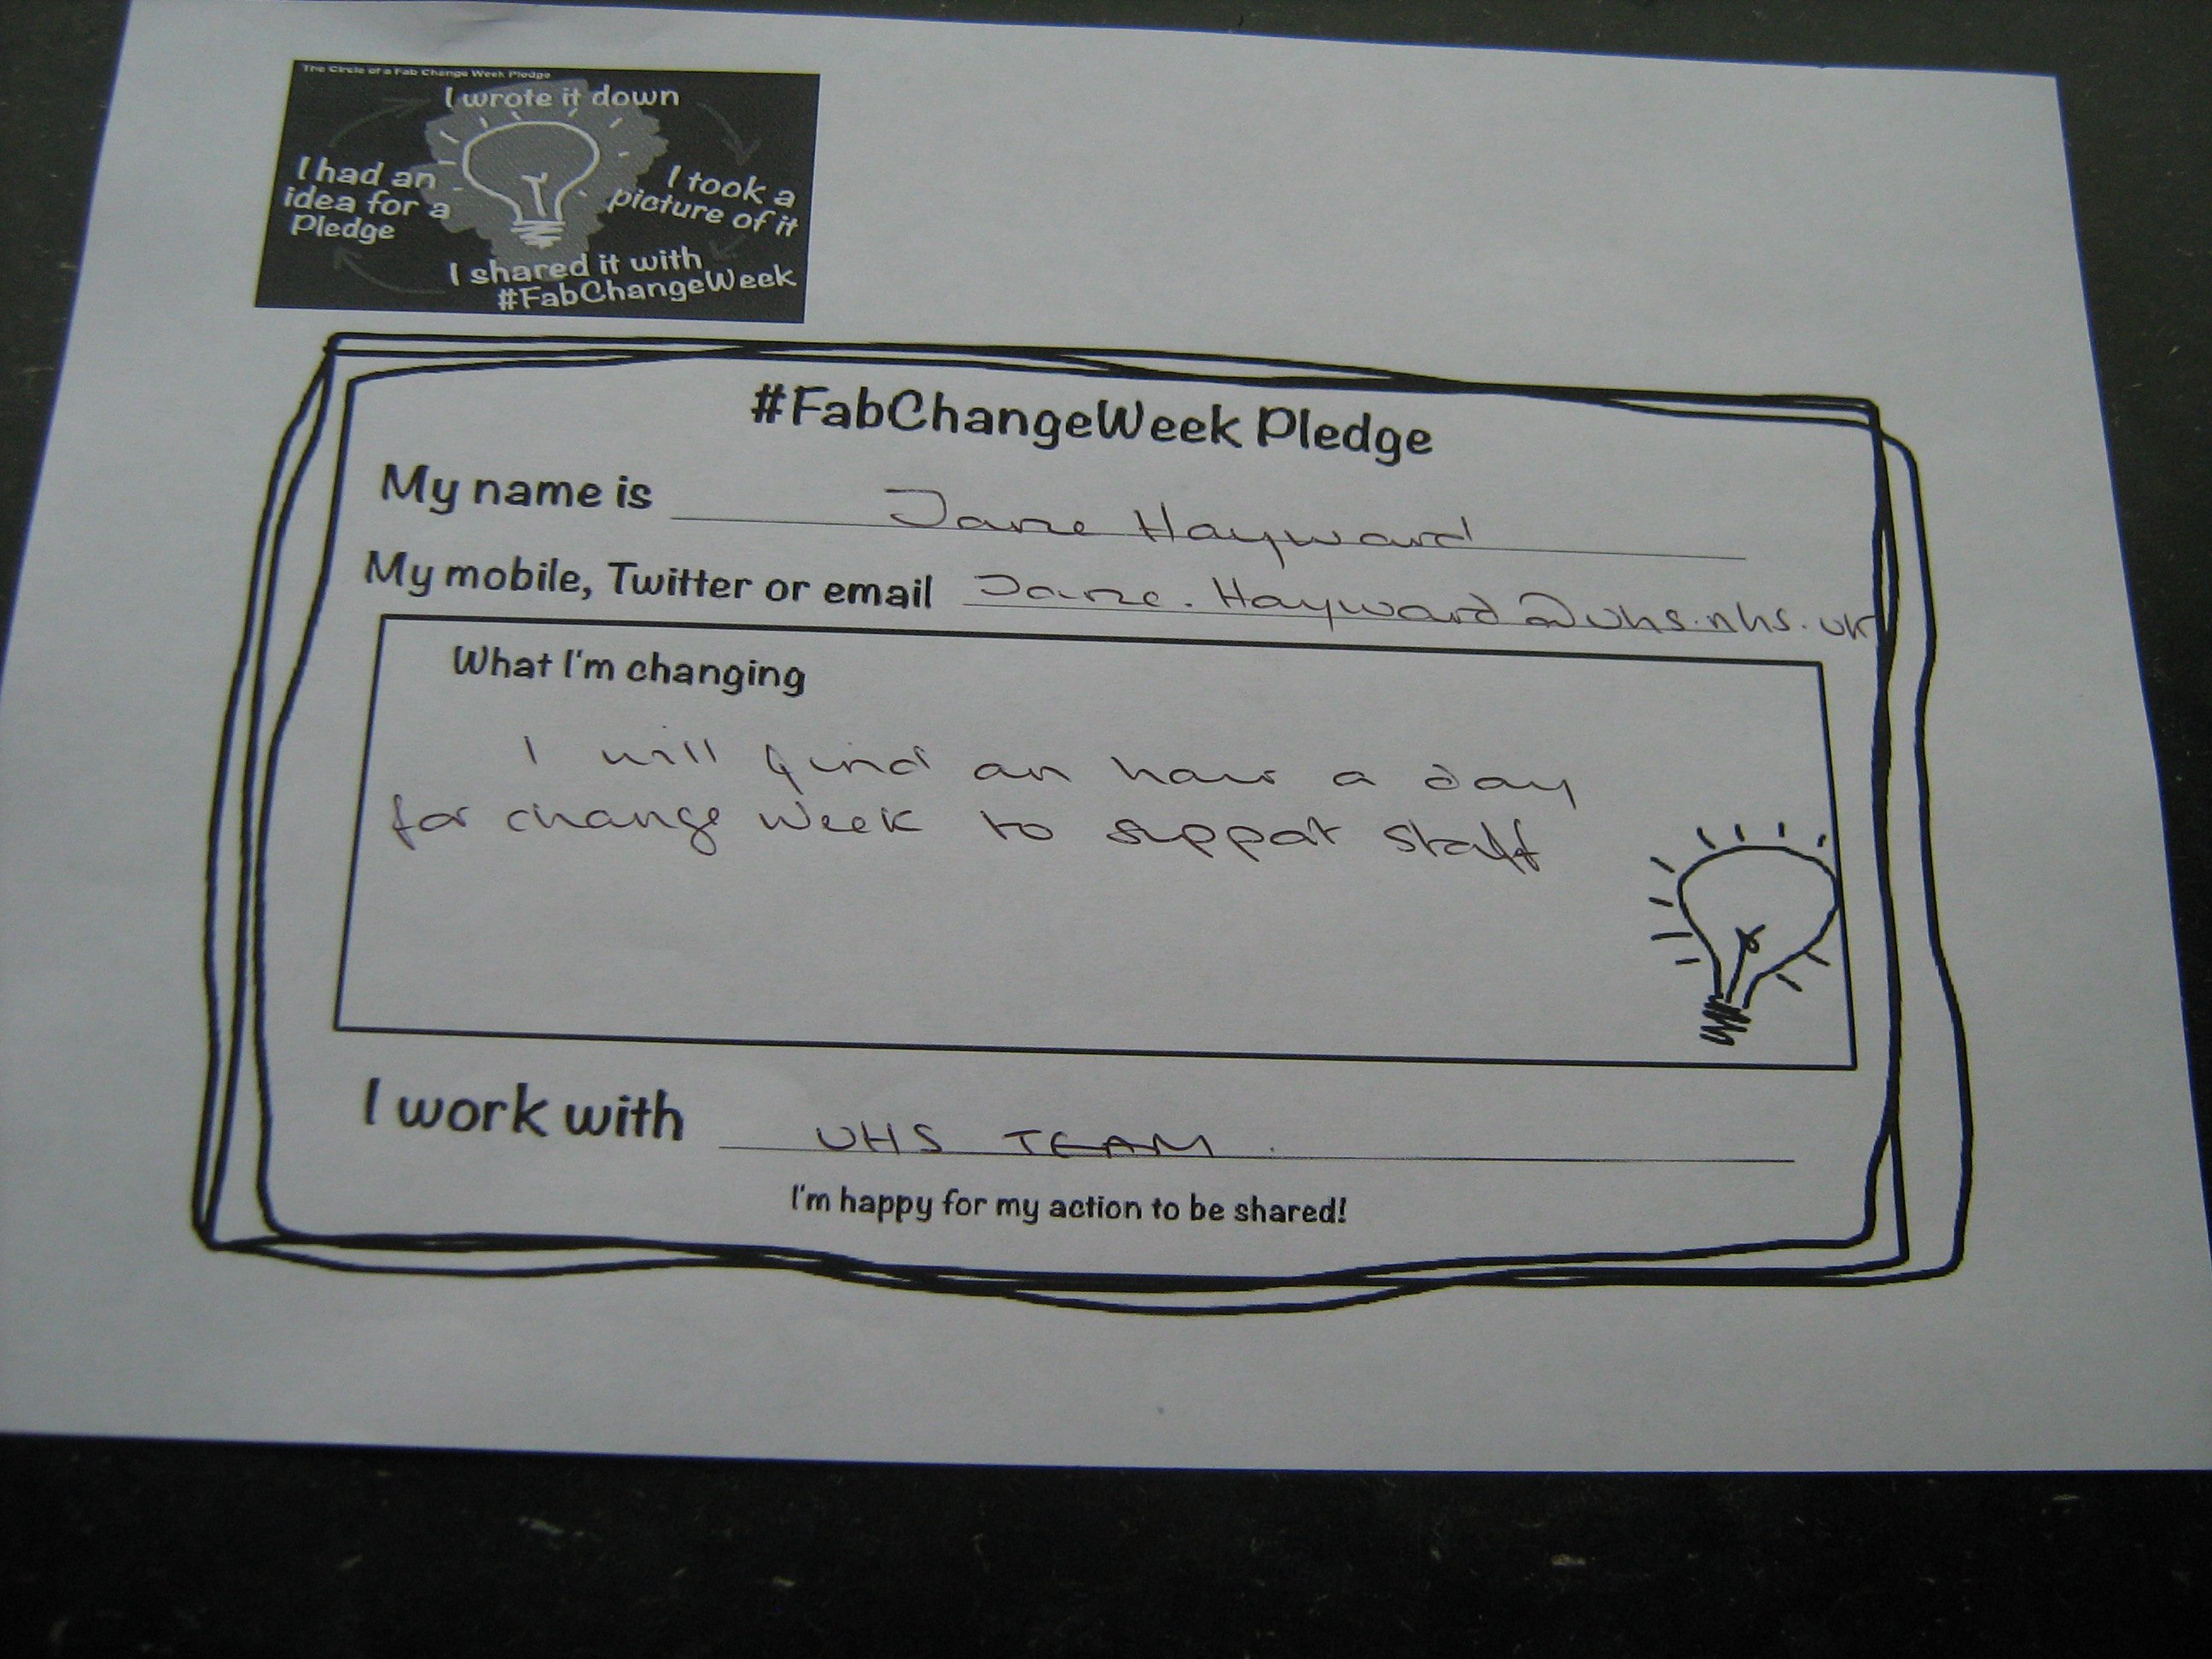 The Circle of a Fab Change Week Pledge
I wrote it down
I had an
idea for a
Pledge
I took a
picture of it
I shared it with
#FabChangeWeek
#FabChangeWeek Pledge
My name is Jane Hayward
My mobile, Twitter or email Jane.Hayward@uhs.nhs.uk
What I'm changing
I will find an hour a day
for change week to support staff
I work with UHS TEAM.
I'm happy for my action to be shared!